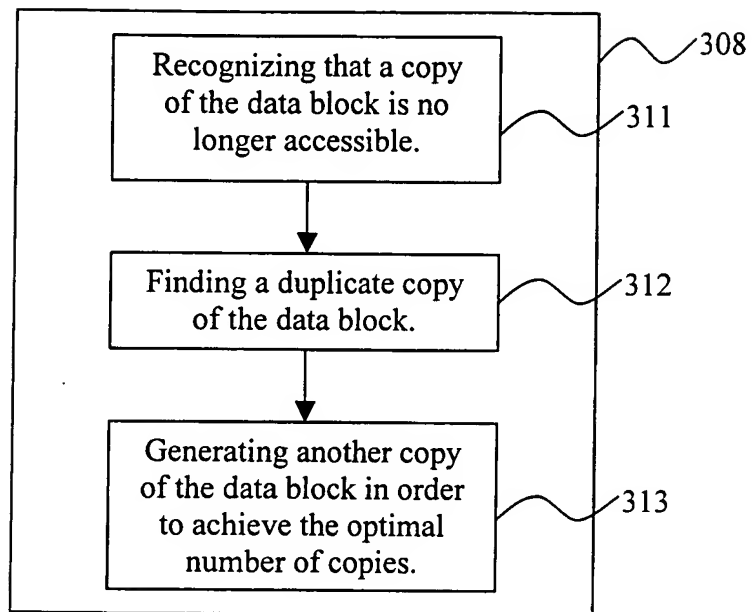 308
Recognizing that a copy
of the data block is no
longer accessible.
311
Finding a duplicate copy
of the data block.
312
Generating another copy
of the data block in order
to achieve the optimal
number of copies.
313